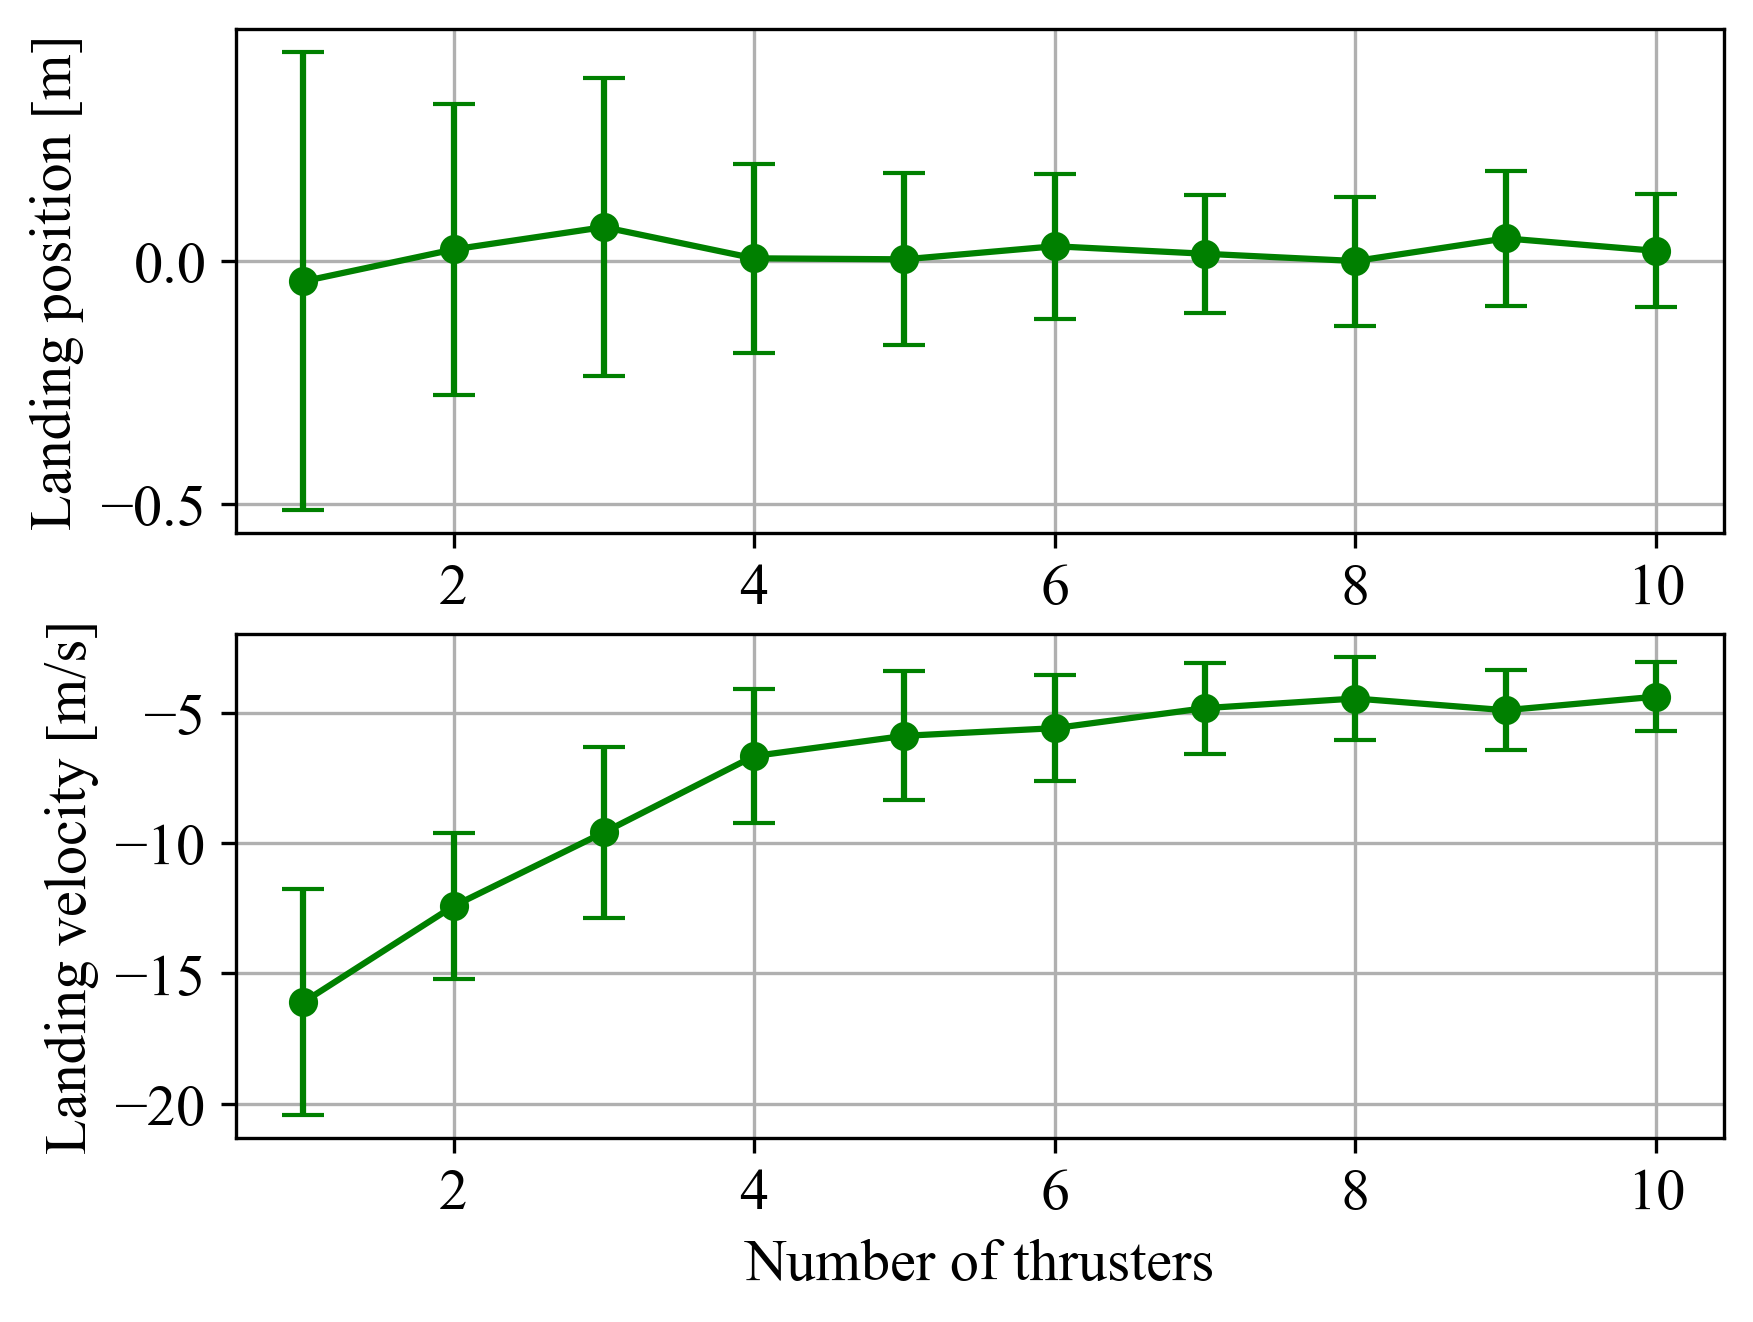 Landing position [m]
0.0
−0.5
2 4 6 8 10
Landing velocity [m/s]
−5
−10
−15
−20
2 4 6 8 10
Number of thrusters